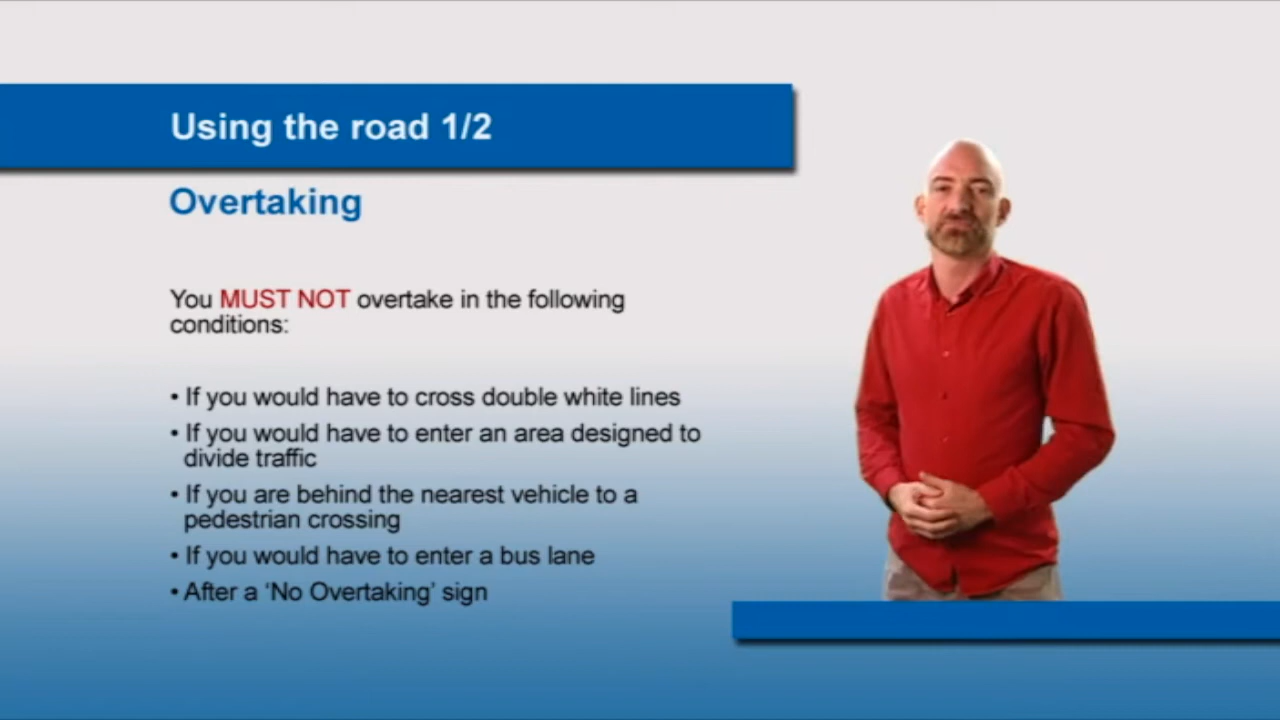 Using the road 1/2
Overtaking
You MUST NOT overtake in the following
conditions:
• If you would have to cross double white lines
• If you would have to enter an area designed to
divide traffic
• If you are behind the nearest vehicle to a
pedestrian crossing
• If you would have to enter a bus lane
• After a ‘No Overtaking’ sign